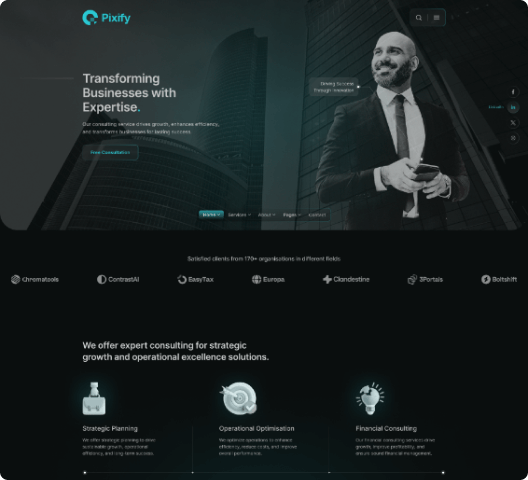 Pixify
Transforming
Businesses with
Expertise.
Our consulting service drives growth, enhances efficiency,
and transforms businesses for lasting success.
Free Consultation
Driving Success
Through Innovation
LinkedIn
Home
Services
About
Pages
Contact
Satisfied clients from 170+ organisations in different fields
Chromatools
ContrastAI
EasyTax
Europa
Clandestine
3Portals
Boltshift
We offer expert consulting for strategic
growth and operational excellence solutions.
Strategic Planning
We offer strategic planning to drive
sustainable growth, operational
efficiency, and long-term success.
Operational Optimisation
We optimize operations to enhance
efficiency, reduce costs, and improve
overall performance.
Financial Consulting
Our financial consulting services drive
growth, improve profitability, and
ensure sound financial management.